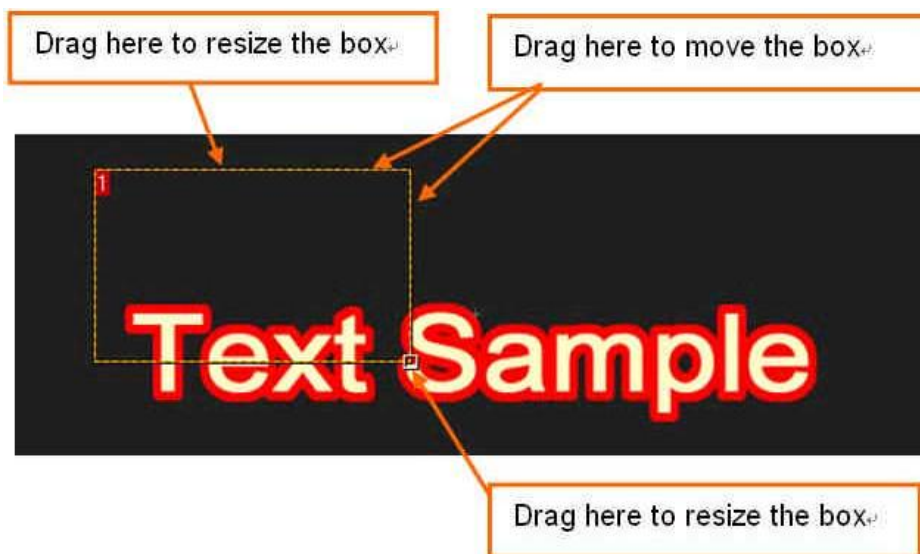 Drag here to resize the box↵
Drag here to move the box↵
1
Text Sample
Drag here to resize the box↵